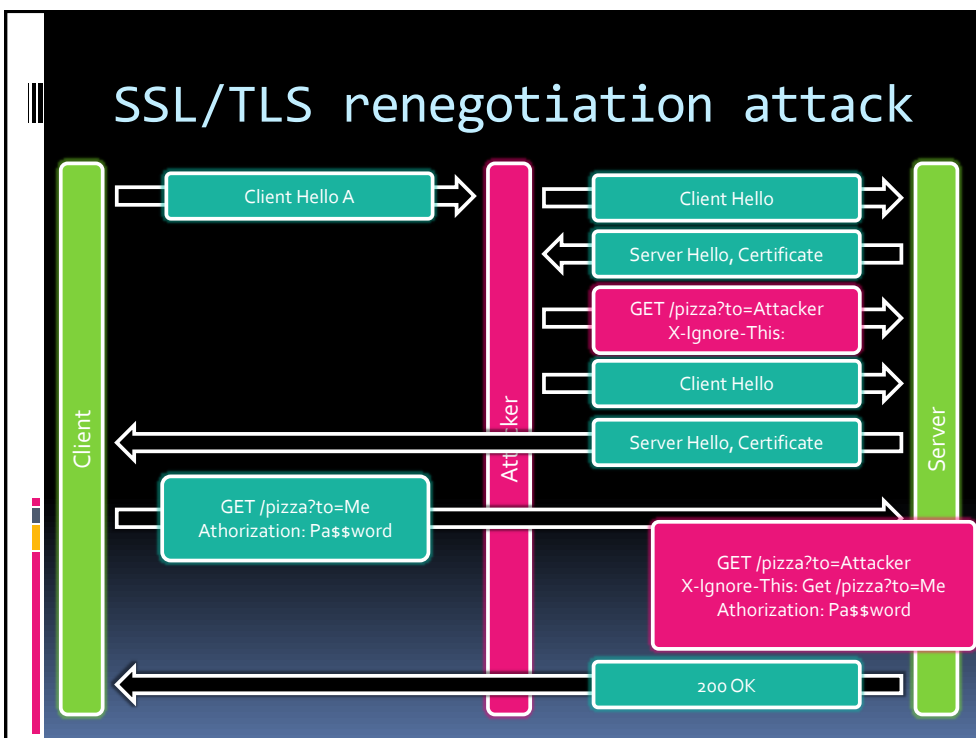 SSL/TLS renegotiation attack
Client Hello A
Client Hello
Server Hello, Certificate
GET /pizza?to=Attacker
X-Ignore-This:
Client Hello
Server Hello, Certificate
GET /pizza?to=Me
Athorization: Pa$$word
GET /pizza?to=Attacker
X-Ignore-This: Get /pizza?to=Me
Athorization: Pa$$word
200 OK
Client
Attacker
Server